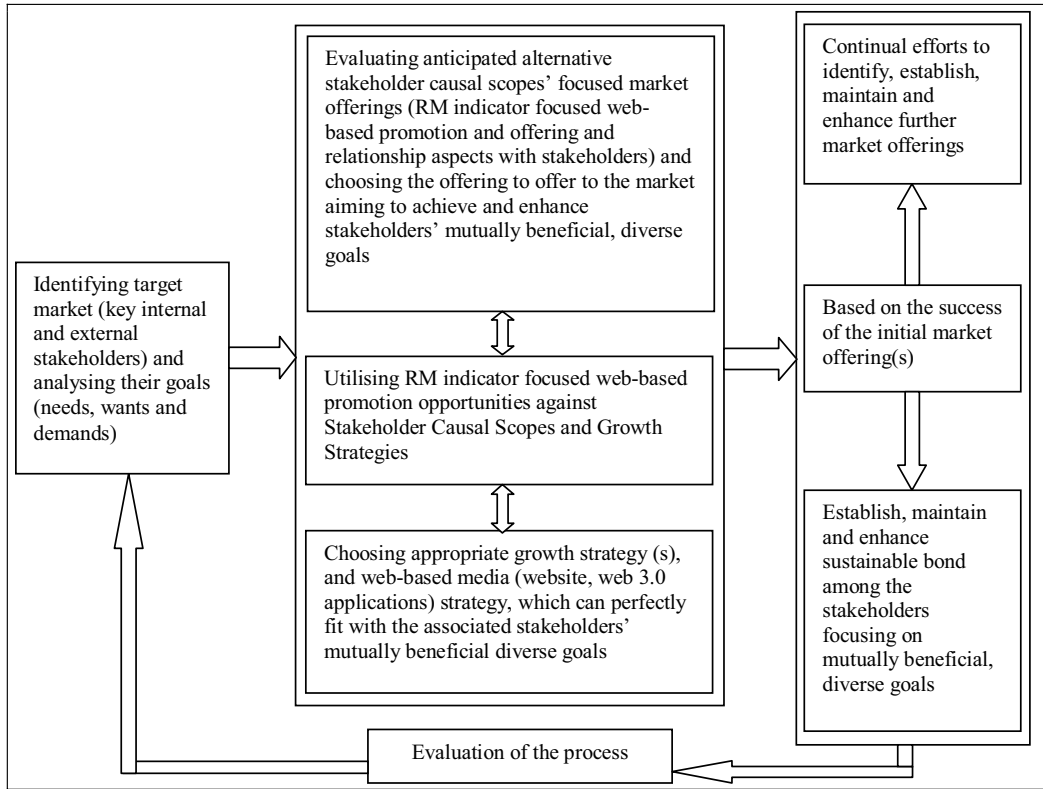 Identifying target
market (key internal
and external
stakeholders) and
analysing their goals
(needs, wants and
demands)
Evaluating anticipated alternative
stakeholder causal scopes’ focused market
offerings (RM indicator focused web-
based promotion and offering and
relationship aspects with stakeholders) and
choosing the offering to offer to the market
aiming to achieve and enhance
stakeholders’ mutually beneficial, diverse
goals
Utilising RM indicator focused web-based
promotion opportunities against
Stakeholder Causal Scopes and Growth
Strategies
Choosing appropriate growth strategy (s),
and web-based media (website, web 3.0
applications) strategy, which can perfectly
fit with the associated stakeholders’
mutually beneficial diverse goals
Continual efforts to
identify, establish,
maintain and
enhance further
market offerings
Based on the success
of the initial market
offering(s)
Establish, maintain
and enhance
sustainable bond
among the
stakeholders
focusing on
mutually beneficial,
diverse goals
Evaluation of the process